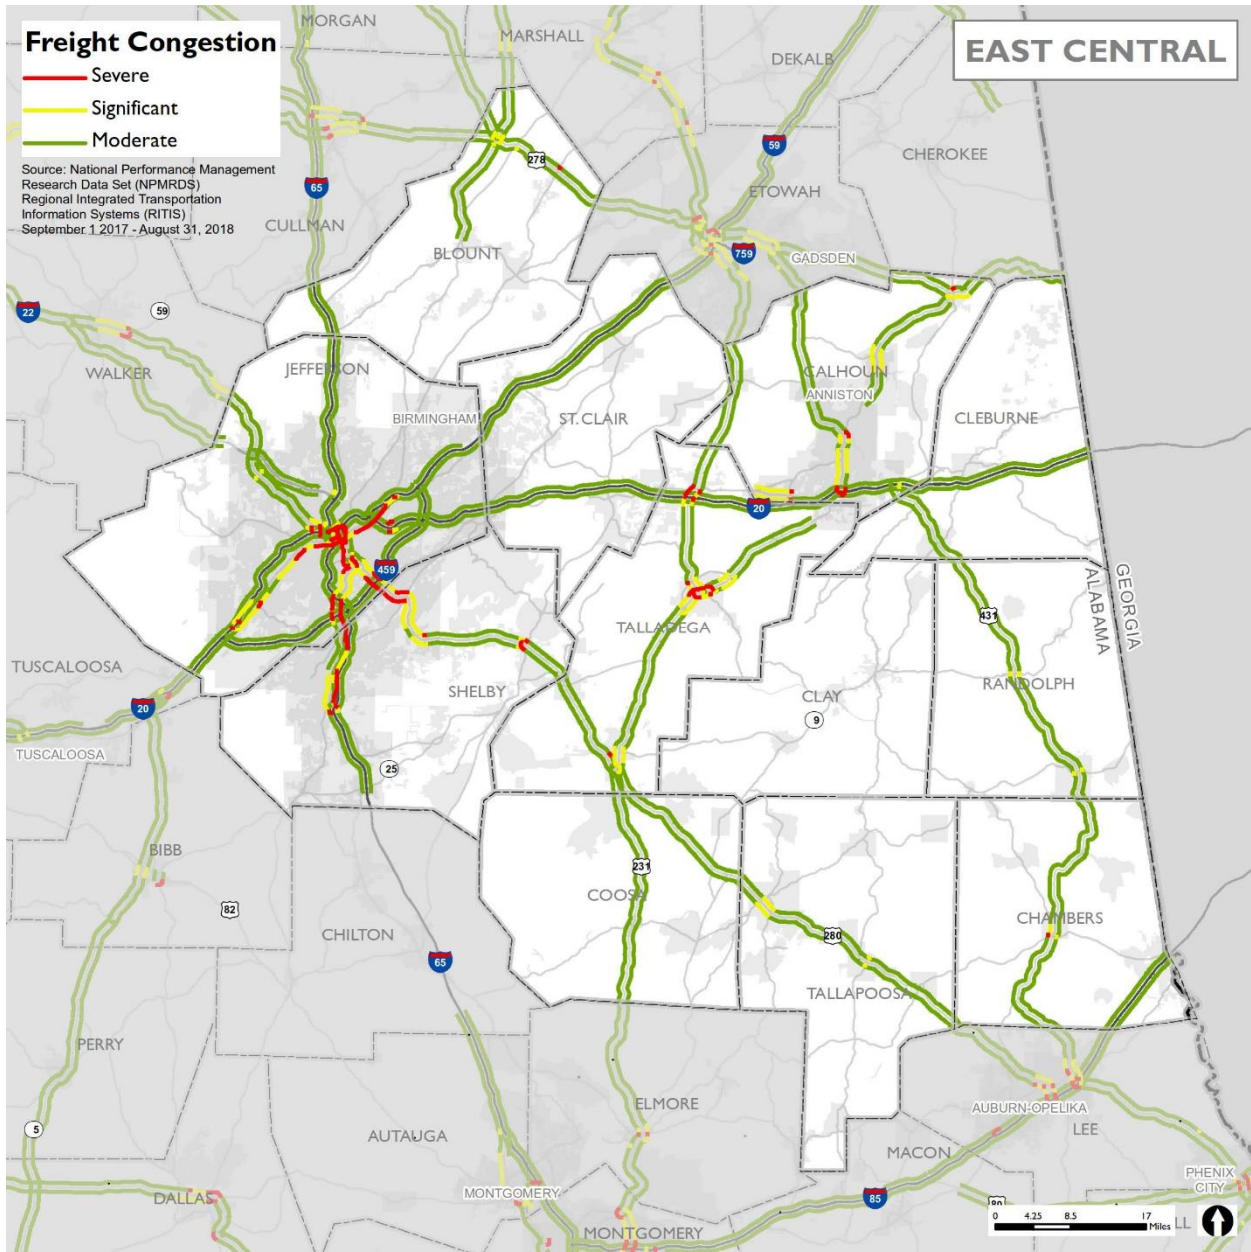 Freight Congestion
Severe
Significant
Moderate
Source: National Performance Management
Research Data Set (NPMRDS)
Regional Integrated Transportation
Information Systems (RITIS)
September 1 2017 - August 31, 2018
EAST CENTRAL
MORGAN
MARSHALL
DEKALB
59
CHEROKEE
278
65
ETOWAH
CULLMAN
BLOUNT
759
GADSDEN
22
59
WALKER
JEFFERSON
CALHOUN
ANNISTON
BIRMINGHAM
ST. CLAIR
CLEBURNE
20
459
GEORGIA
ALABAMA
431
TALLADEGA
TUSCALOOSA
SHELBY
CLAY
RANDOLPH
20
9
TUSCALOOSA
25
BIBB
231
82
COOSA
CHAMBERS
CHILTON
280
65
TALLAPOOSA
PERRY
ELMORE
AUBURN-OPELIKA
5
LEE
AUTAUGA
MACON
PHENIX
CITY
DALLAS
MONTGOMERY
85
80
LL
MONTGOMERY
0 4.25 8.5 17
Miles